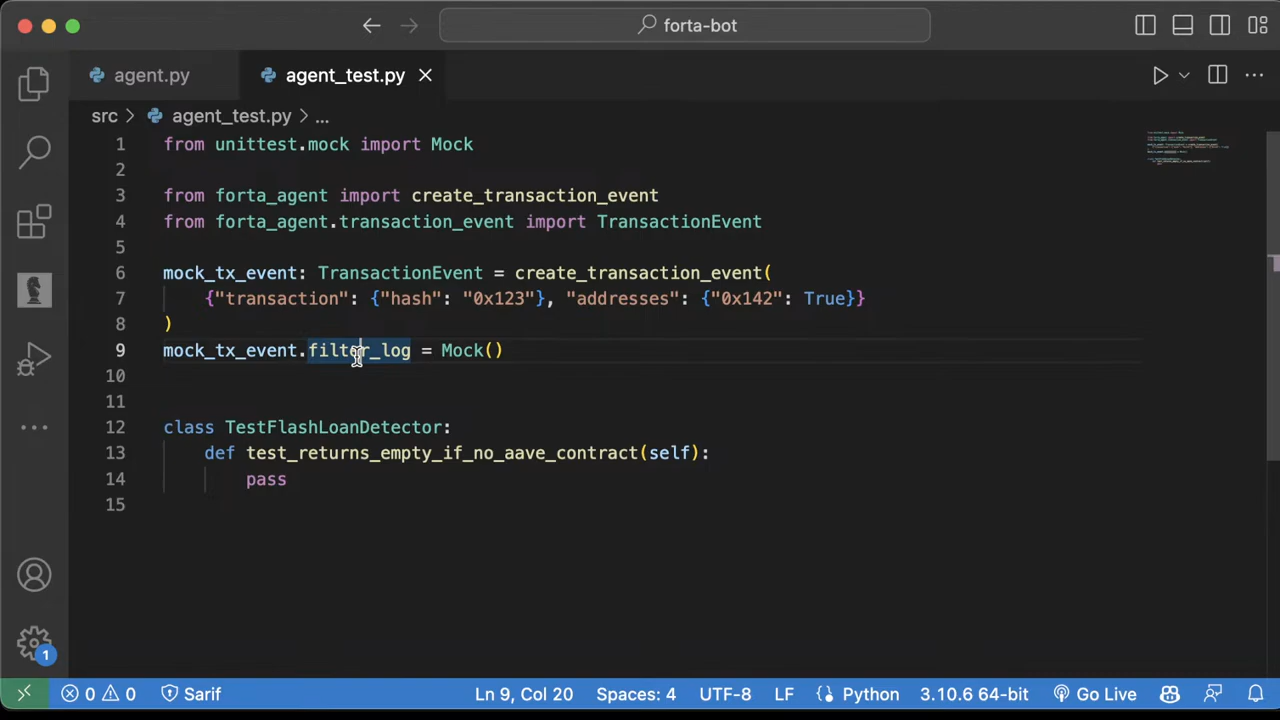 forta-bot
agent.py
agent_test.py
src > agent_test.py > ...
1 from unittest.mock import Mock
2
3 from forta_agent import create_transaction_event
4 from forta_agent.transaction_event import TransactionEvent
5
6 mock_tx_event: TransactionEvent = create_transaction_event(
7     {"transaction": {"hash": "0x123"}, "addresses": {"0x142": True}}
8 )
9 mock_tx_event.filter_log = Mock()
10
11
12 class TestFlashLoanDetector:
13     def test_returns_empty_if_no_aave_contract(self):
14         pass
15
1
0 0 Sarif Ln 9, Col 20 Spaces: 4 UTF-8 LF Python 3.10.6 64-bit Go Live